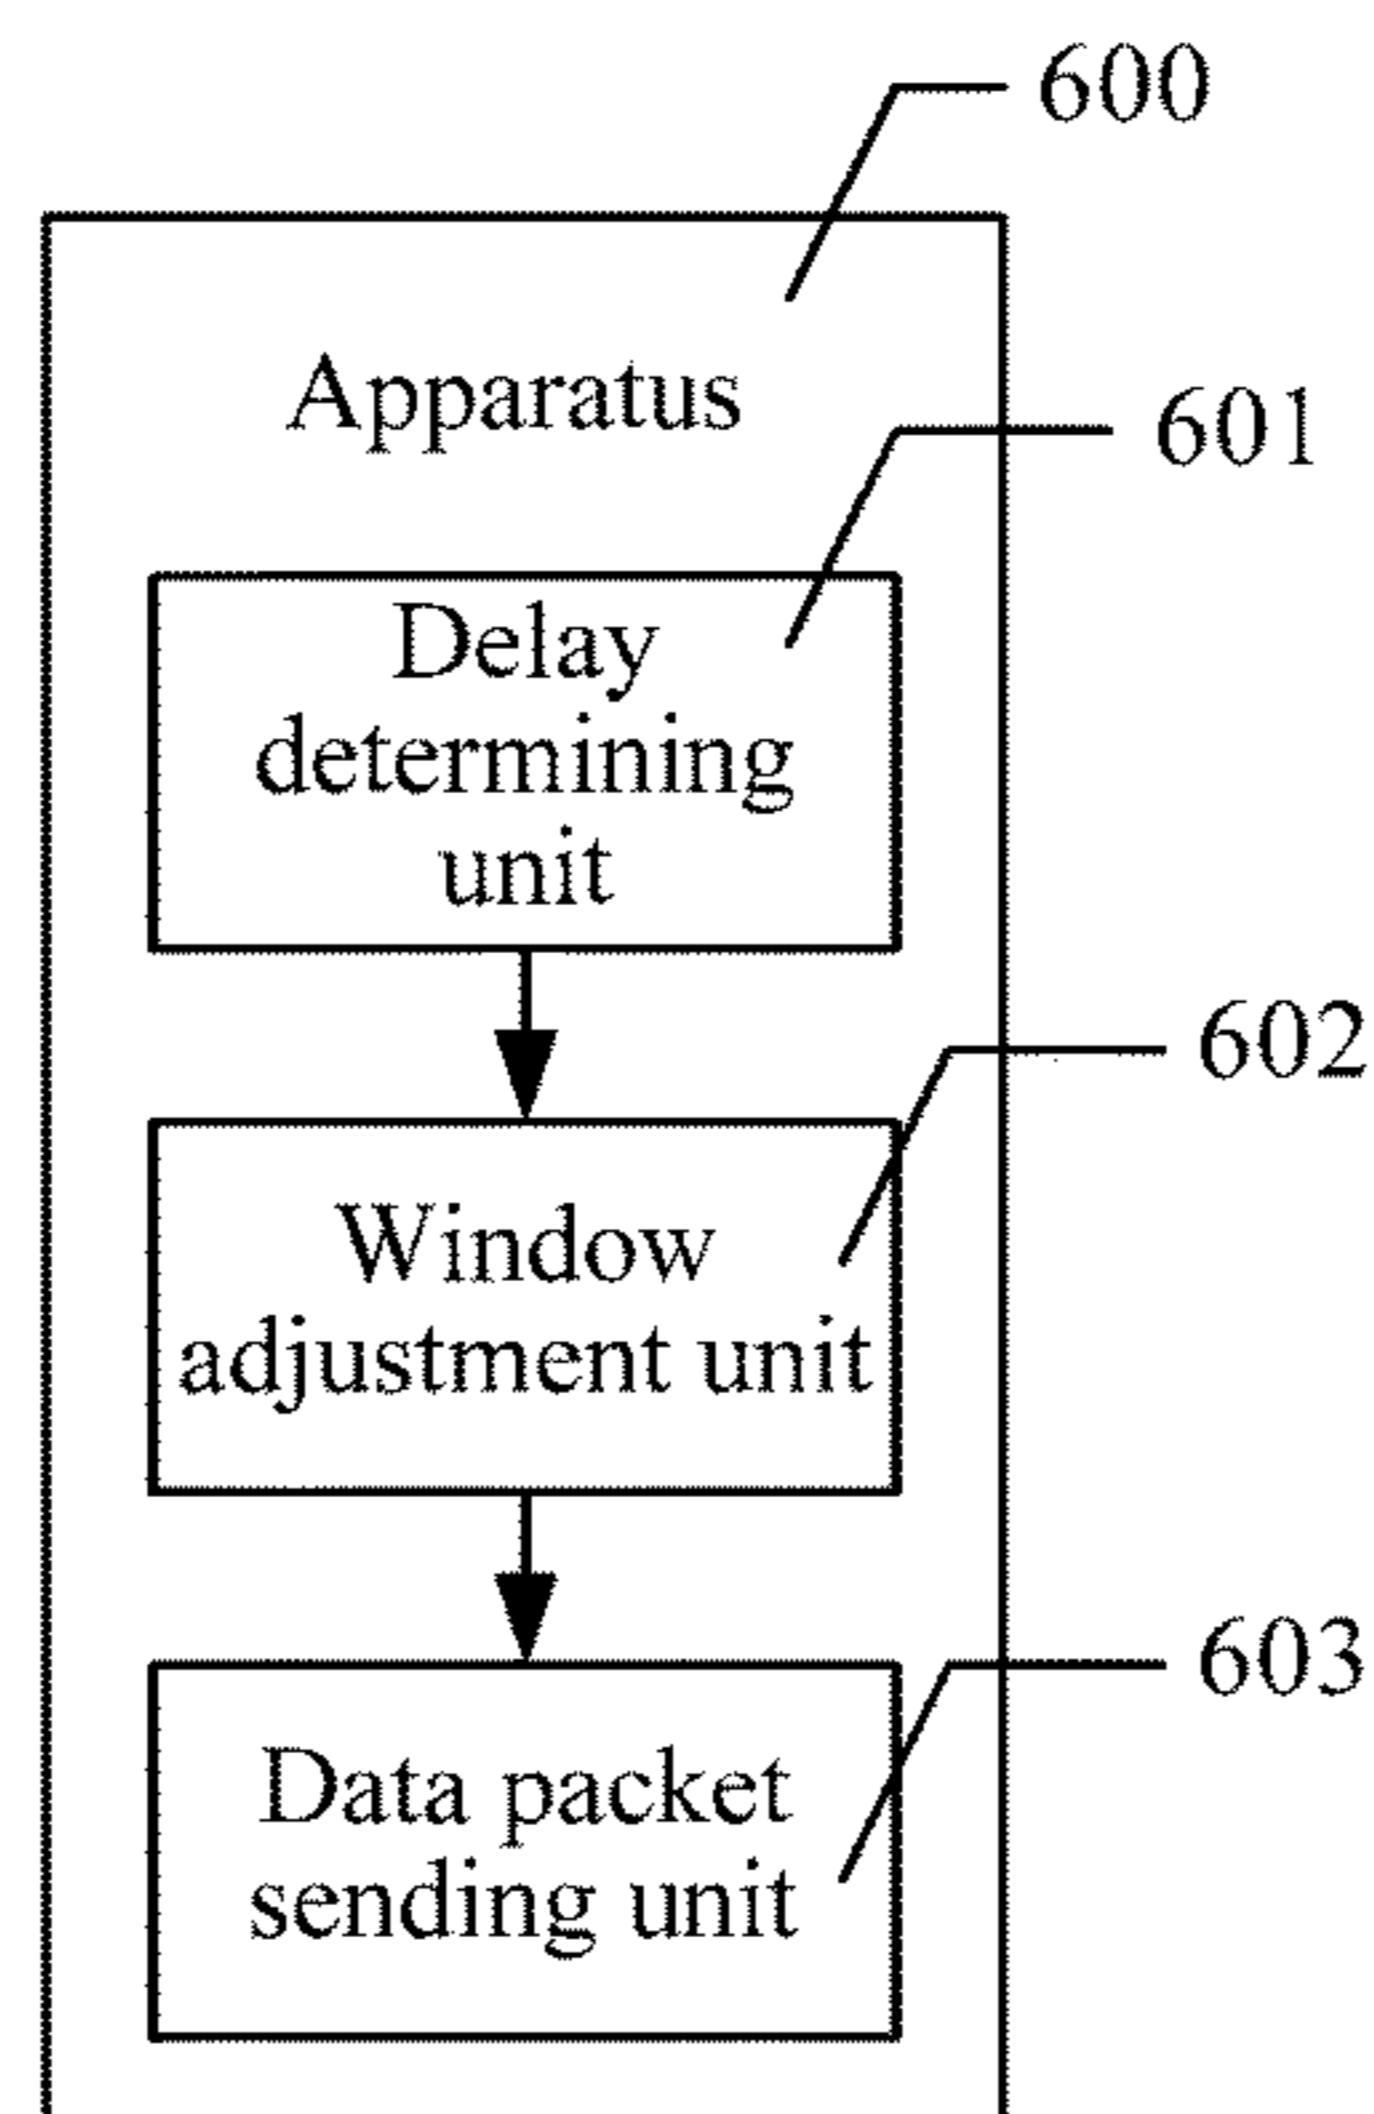 600
Apparatus
601
Delay
determining
unit
602
Window
adjustment unit
603
Data packet
sending unit